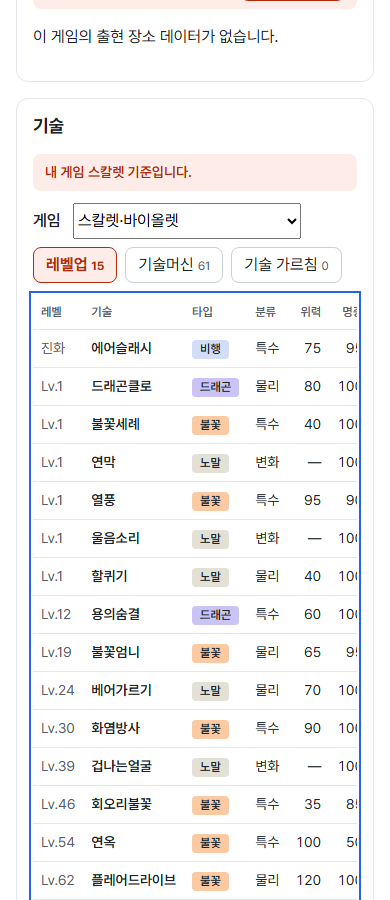 이 게임의 출현 장소 데이터가 없습니다.
기술
내 게임 스칼렛 기준입니다.
게임 스칼렛·바이올렛
레벨업 15 기술머신 61 기술 가르침 0
레벨 기술 타입 분류 위력
진화 에어슬래시 비행 특수 75
Lv.1 드래곤클로 드래곤 물리 80
Lv.1 불꽃세례 불꽃 특수 40
Lv.1 연막 노말 변화 —
Lv.1 열풍 불꽃 특수 95
Lv.1 울음소리 노말 변화 —
Lv.1 할퀴기 노말 물리 40
Lv.12 용의숨결 드래곤 특수 60
Lv.19 불꽃엄니 불꽃 물리 65
Lv.24 베어가르기 노말 물리 70
Lv.30 화염방사 불꽃 특수 90
Lv.39 겁나는얼굴 노말 변화 —
Lv.46 회오리불꽃 불꽃 특수 35
Lv.54 연옥 불꽃 특수 100
Lv.62 플레어드라이브 불꽃 물리 120